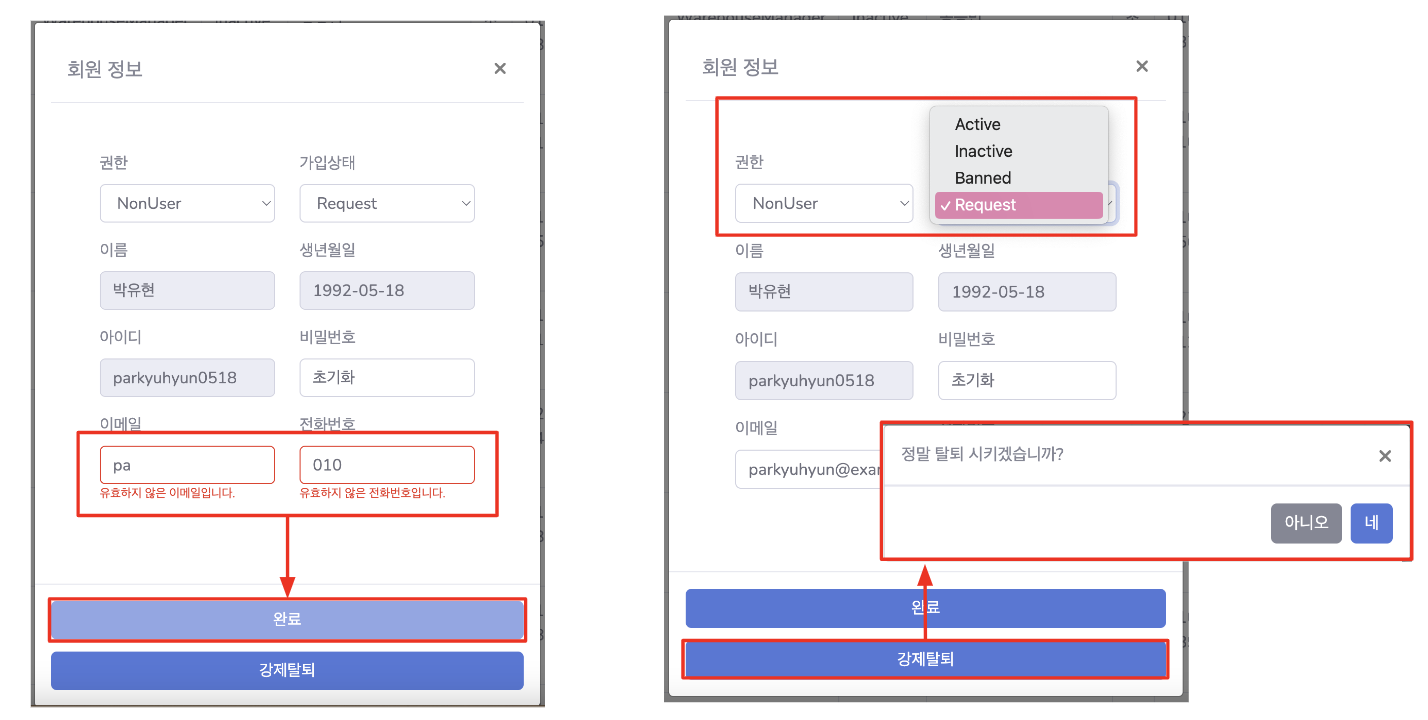 회원 정보
×
권한
가입상태
NonUser
Request
이름
생년월일
박유현
1992-05-18
아이디
비밀번호
parkyuhyun0518
초기화
이메일
전화번호
pa
010
유효하지 않은 이메일입니다.
유효하지 않은 전화번호입니다.
완료
강제탈퇴
Inactive
회원 정보
×
Active
Inactive
Banned
✓ Request
권한
NonUser
이름
생년월일
박유현
1992-05-18
아이디
비밀번호
parkyuhyun0518
초기화
이메일
parkyuhyun@exar
정말 탈퇴 시키겠습니까?
×
아니오
네
완료
강제탈퇴